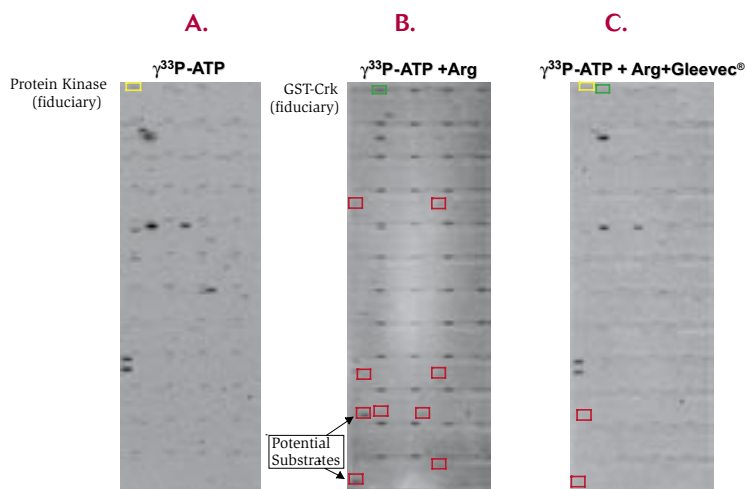 A.
B.
C.
γ³³P-ATP
γ³³P-ATP +Arg
γ³³P-ATP + Arg+Gleevec®
Protein Kinase
(fiduciary)
GST-Crk
(fiduciary)
Potential
Substrates